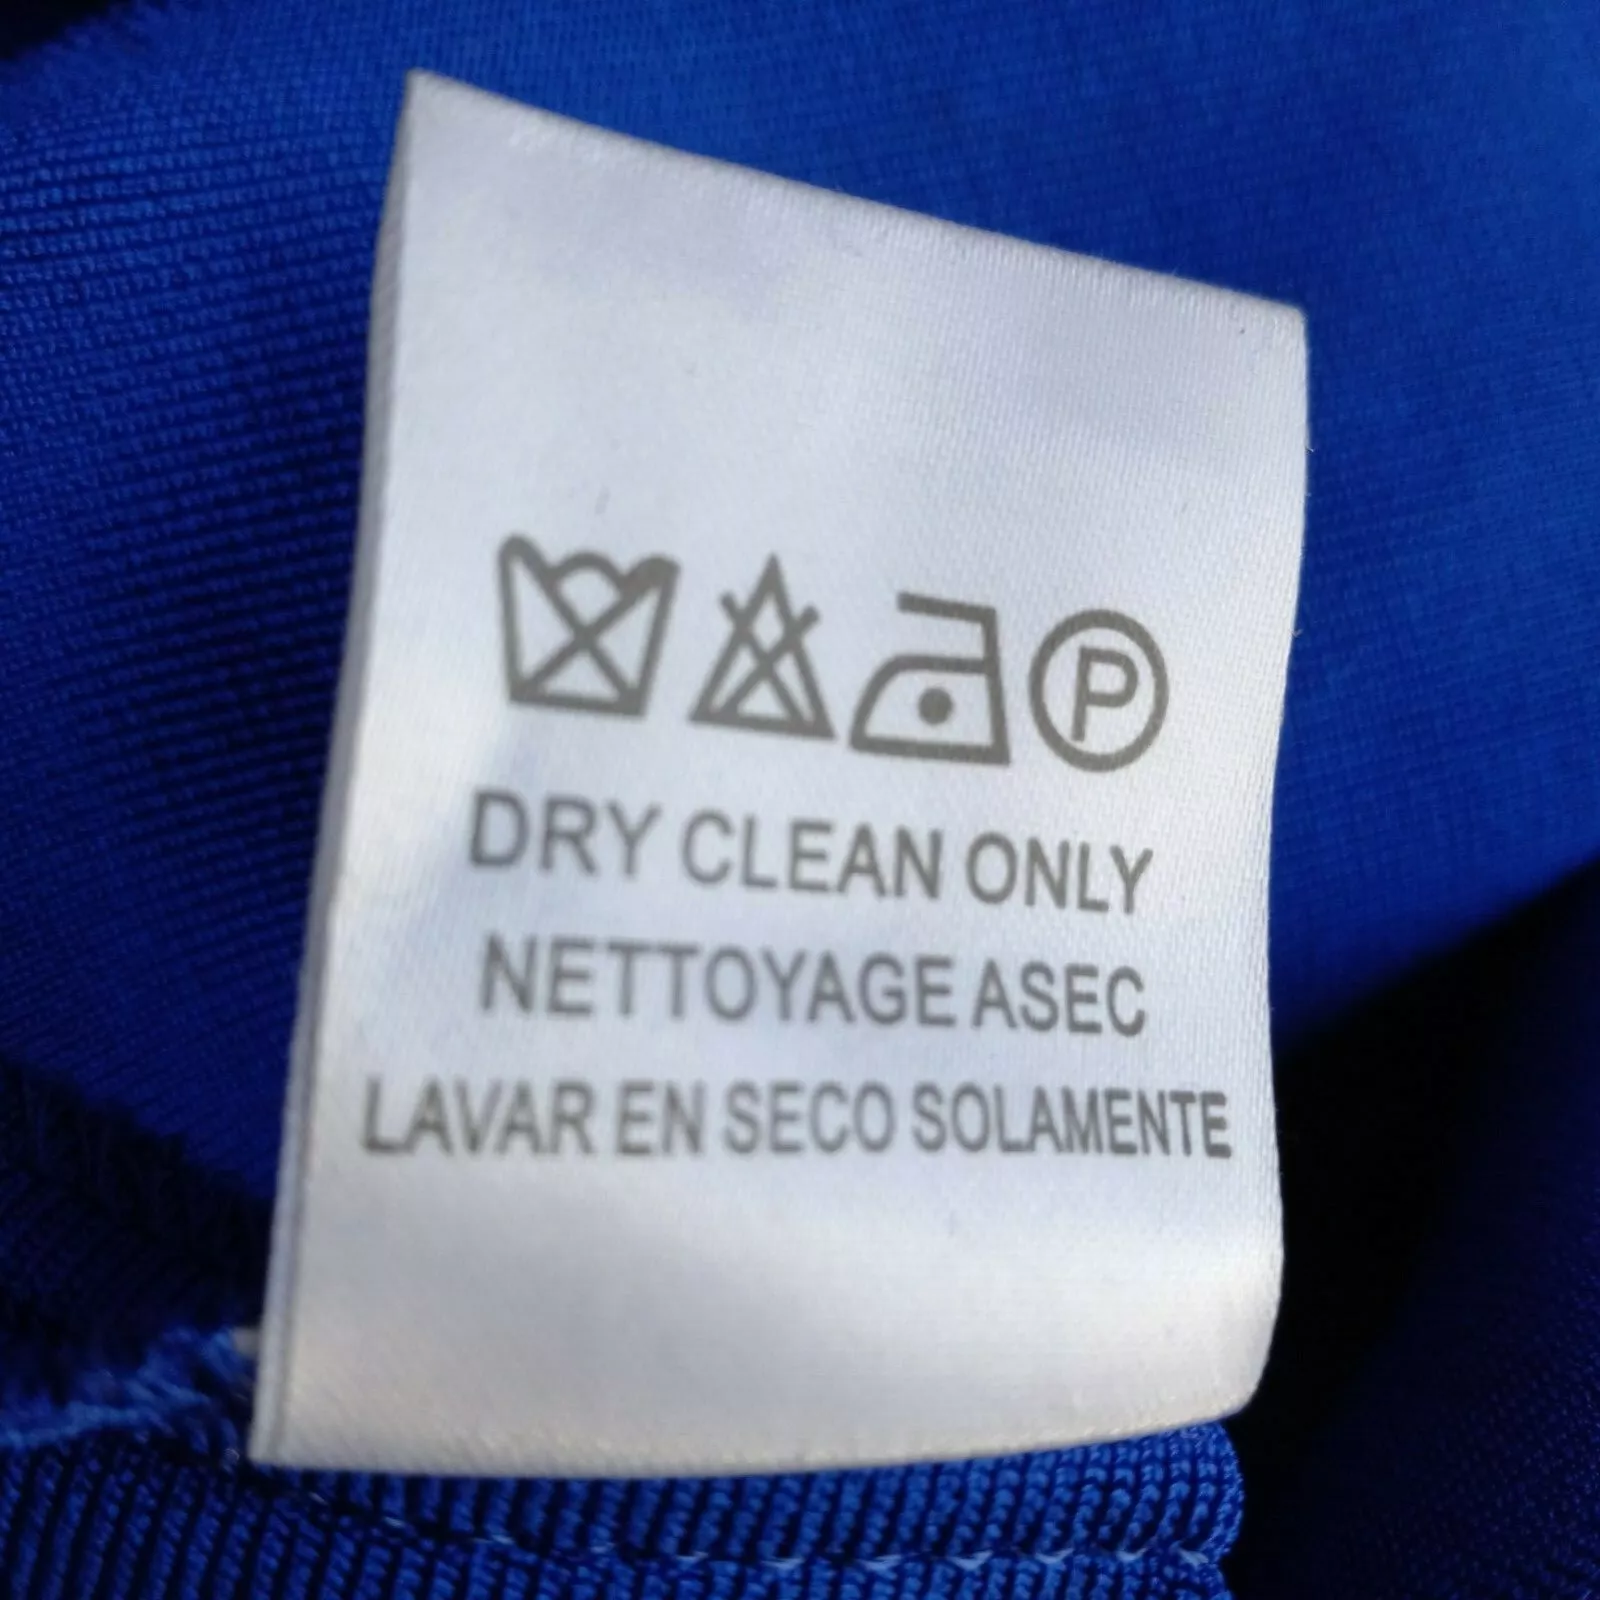 P
DRY CLEAN ONLY
NETTOYAGE ASEC
LAVAR EN SECO SOLAMENTE